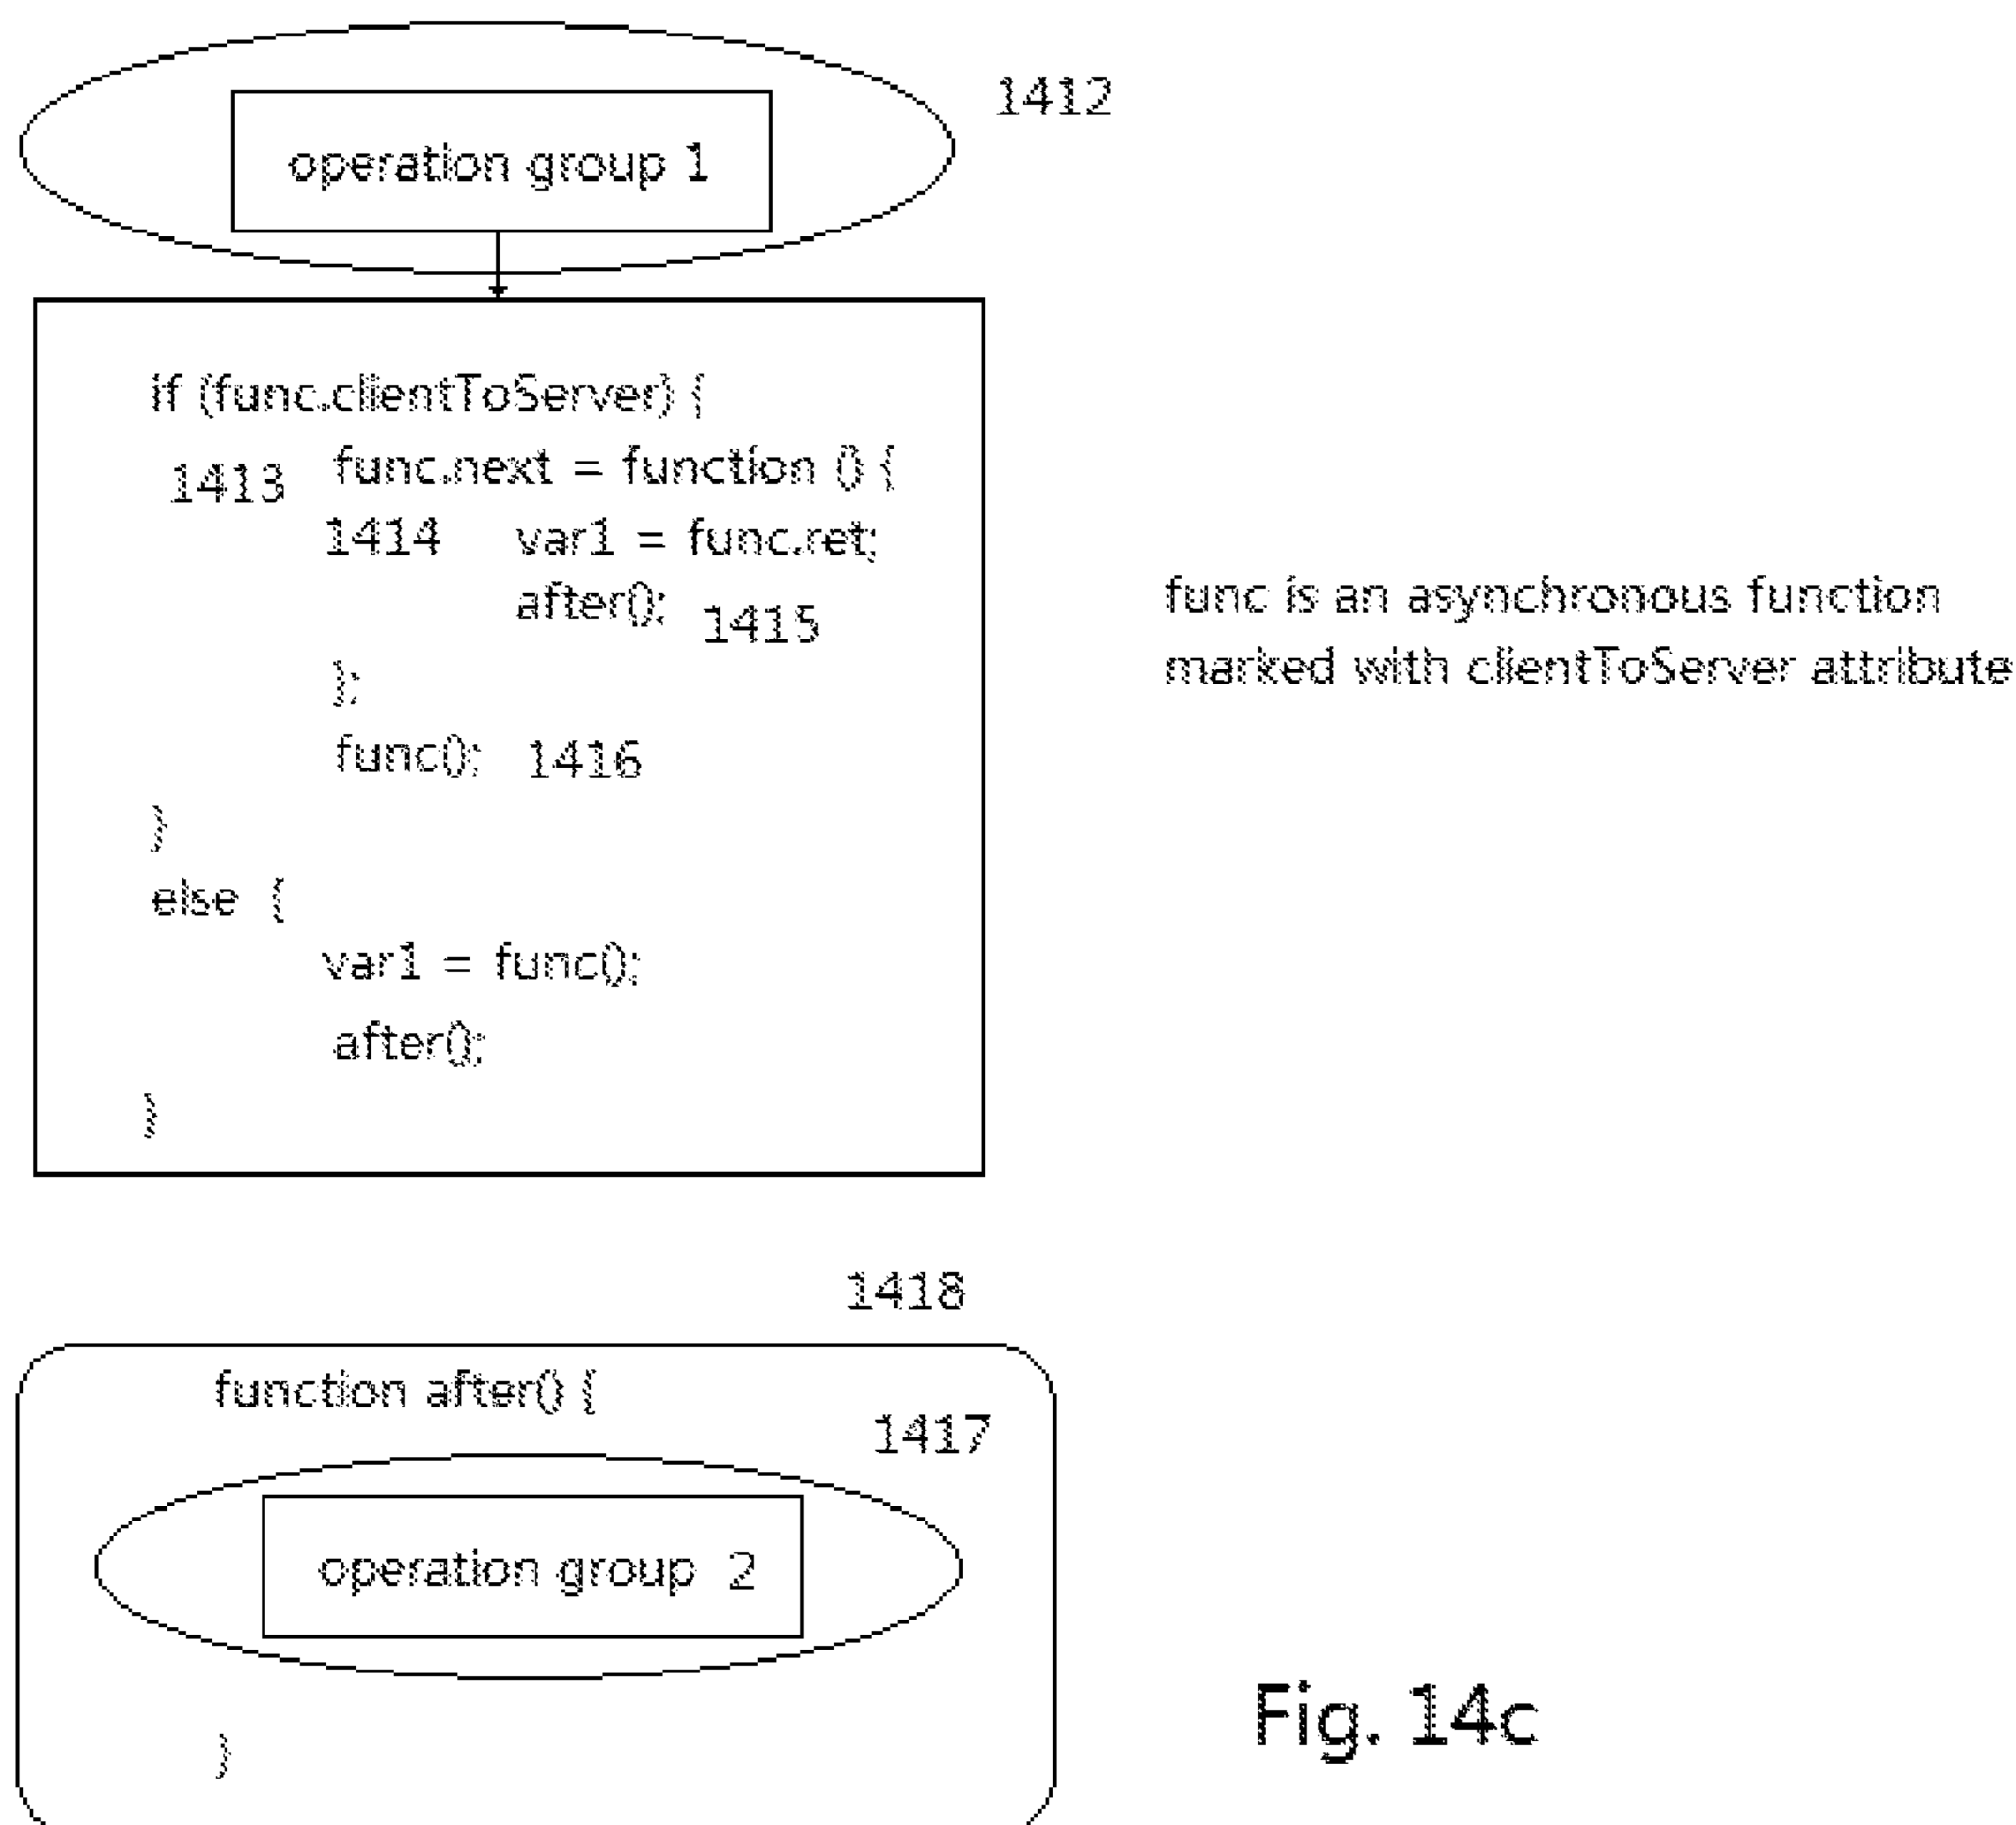 1412
operation group 1
if (func.clientToServer) {
1413 func.next = function () {
1414 var1 = func.ret;
after(); 1415
};
func(); 1416
}
else {
var1 = func();
after();
}
func is an asynchronous function
marked with clientToServer attribute
1418
function after() {
1417
operation group 2
}
Fig. 14c